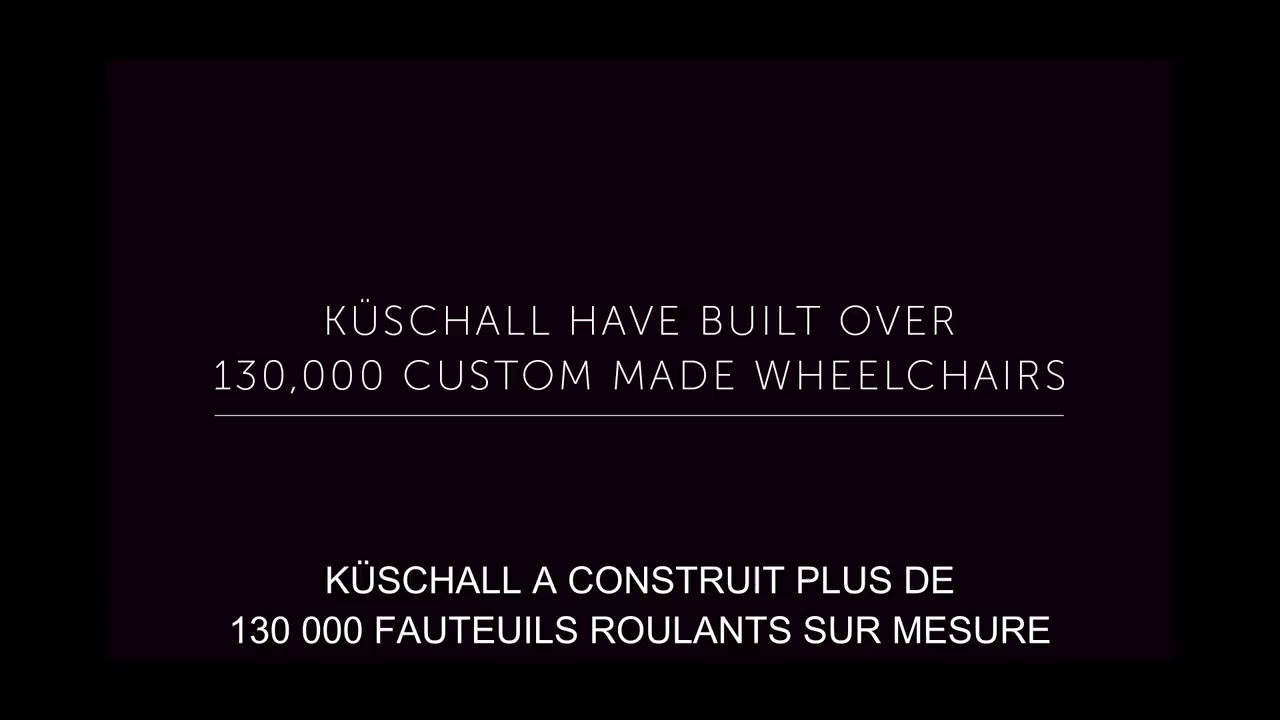 KÜSCHALL HAVE BUILT OVER
130,000 CUSTOM MADE WHEELCHAIRS
KÜSCHALL A CONSTRUIT PLUS DE
130 000 FAUTEUILS ROULANTS SUR MESURE